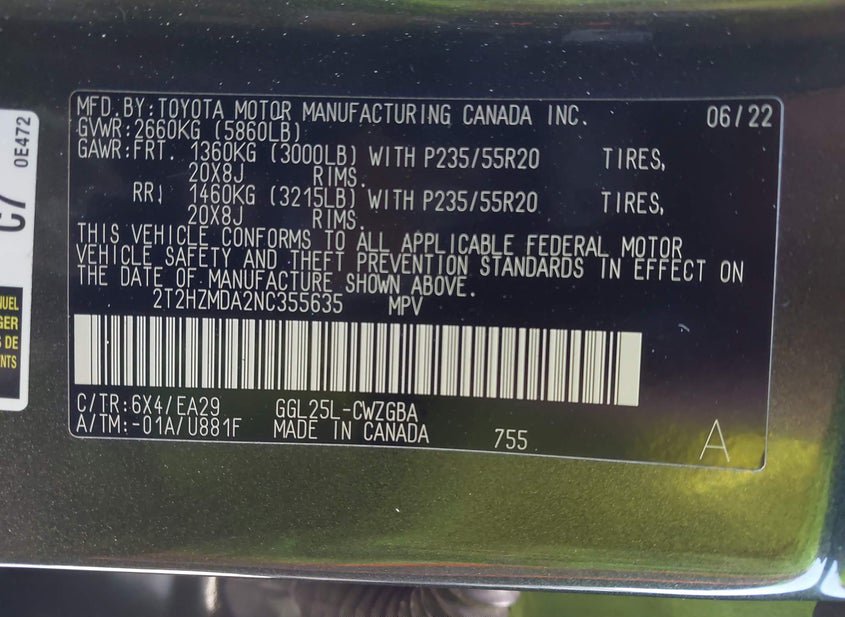 MFD.BY:TOYOTA MOTOR MANUFACTURING CANADA INC. 06/22
GVWR:2660KG (5860LB)
GAWR:FRT. 1360KG (3000LB) WITH P235/55R20 TIRES,
20X8J RIMS.
RR. 1460KG (3215LB) WITH P235/55R20 TIRES,
20X8J RIMS.
THIS VEHICLE CONFORMS TO ALL APPLICABLE FEDERAL MOTOR
VEHICLE SAFETY AND THEFT PREVENTION STANDARDS IN EFFECT ON
THE DATE OF MANUFACTURE SHOWN ABOVE.
2T2HZMDA2NC355635 MPV
C/TR:6X4/EA29 GGL25L-CWZGBA
A/TM:-01A/U881F MADE IN CANADA 755 A
C7
0E472